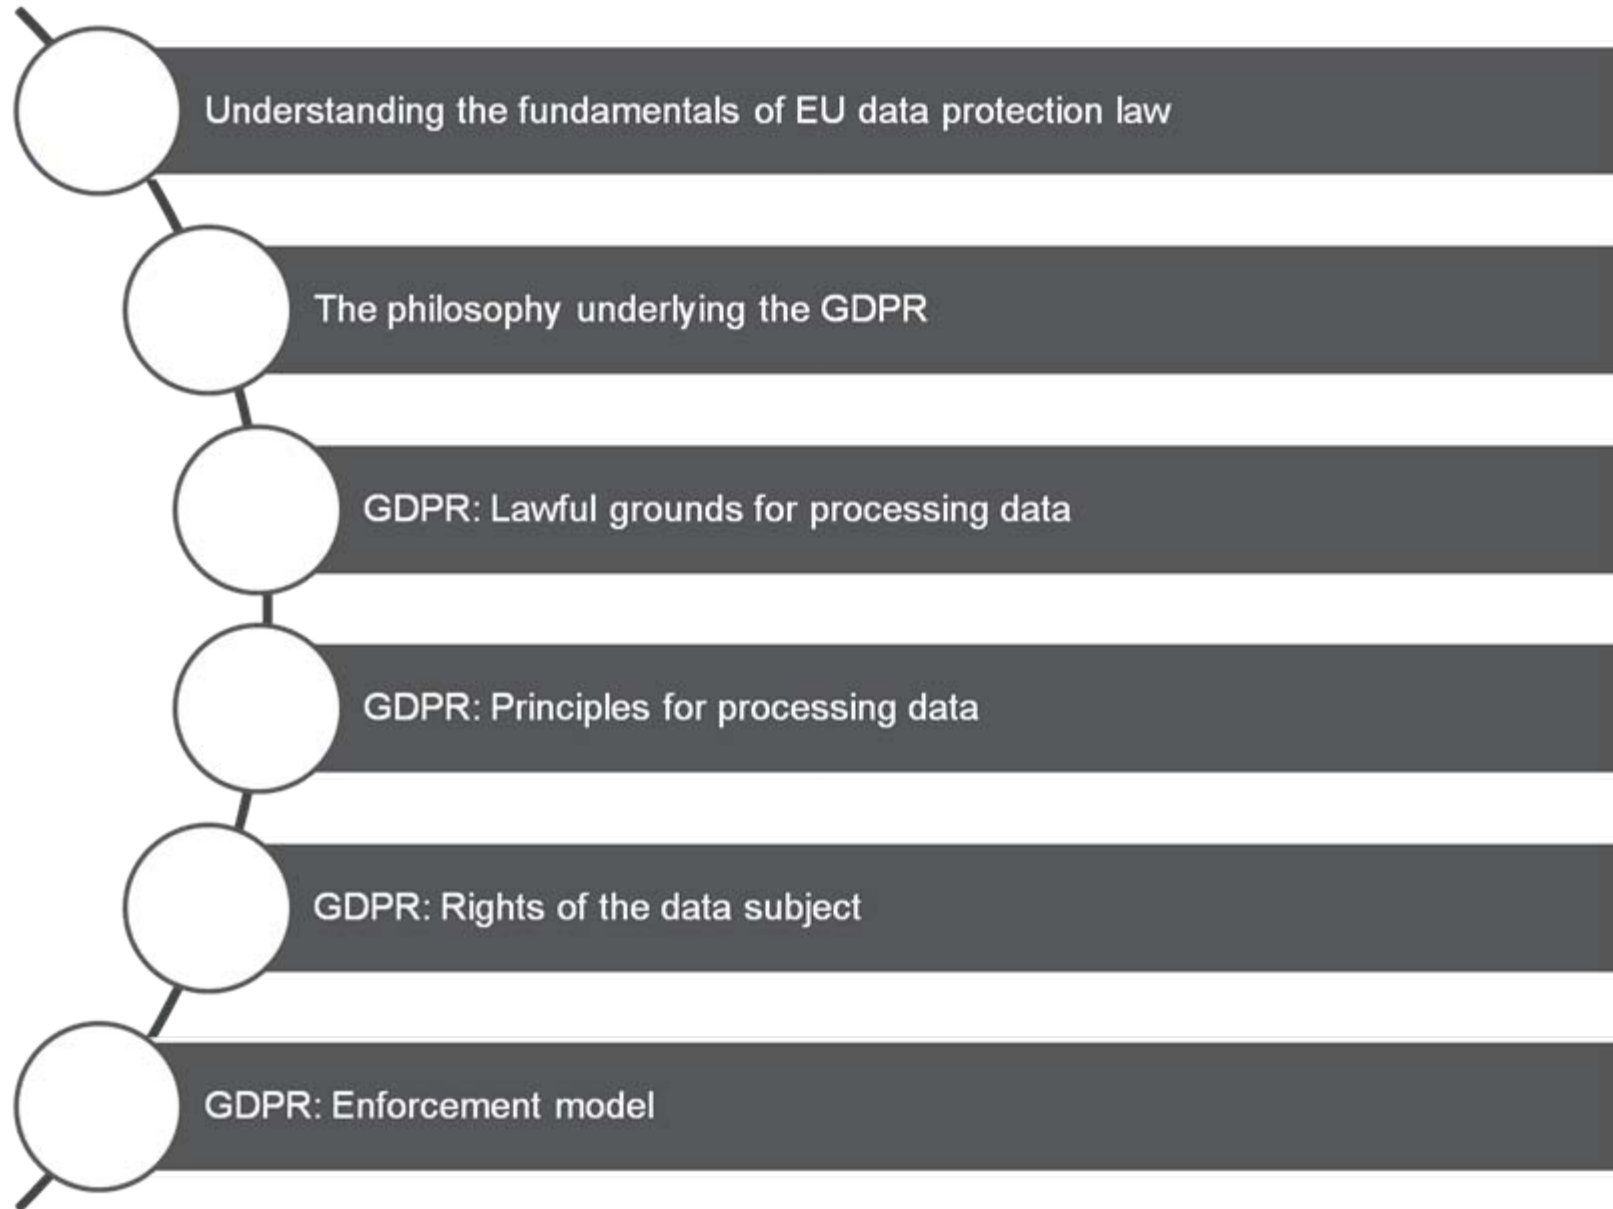 Understanding the fundamentals of EU data protection law
The philosophy underlying the GDPR
GDPR: Lawful grounds for processing data
GDPR: Principles for processing data
GDPR: Rights of the data subject
GDPR: Enforcement model